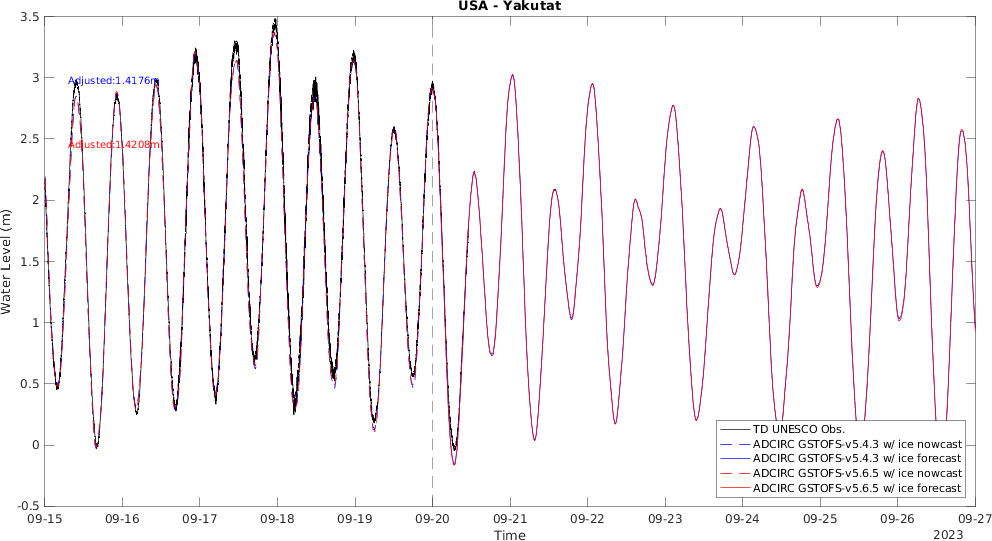 USA - Yakutat
3.5
3
2.5
2
1.5
1
0.5
0
-0.5
Water Level (m)
Adjusted:1.4176m
Adjusted:1.4208m
TD UNESCO Obs.
ADCIRC GSTOFS-v5.4.3 w/ ice nowcast
ADCIRC GSTOFS-v5.4.3 w/ ice forecast
ADCIRC GSTOFS-v5.6.5 w/ ice nowcast
ADCIRC GSTOFS-v5.6.5 w/ ice forecast
09-15 09-16 09-17 09-18 09-19 09-20 09-21 09-22 09-23 09-24 09-25 09-26 09-27
Time
2023